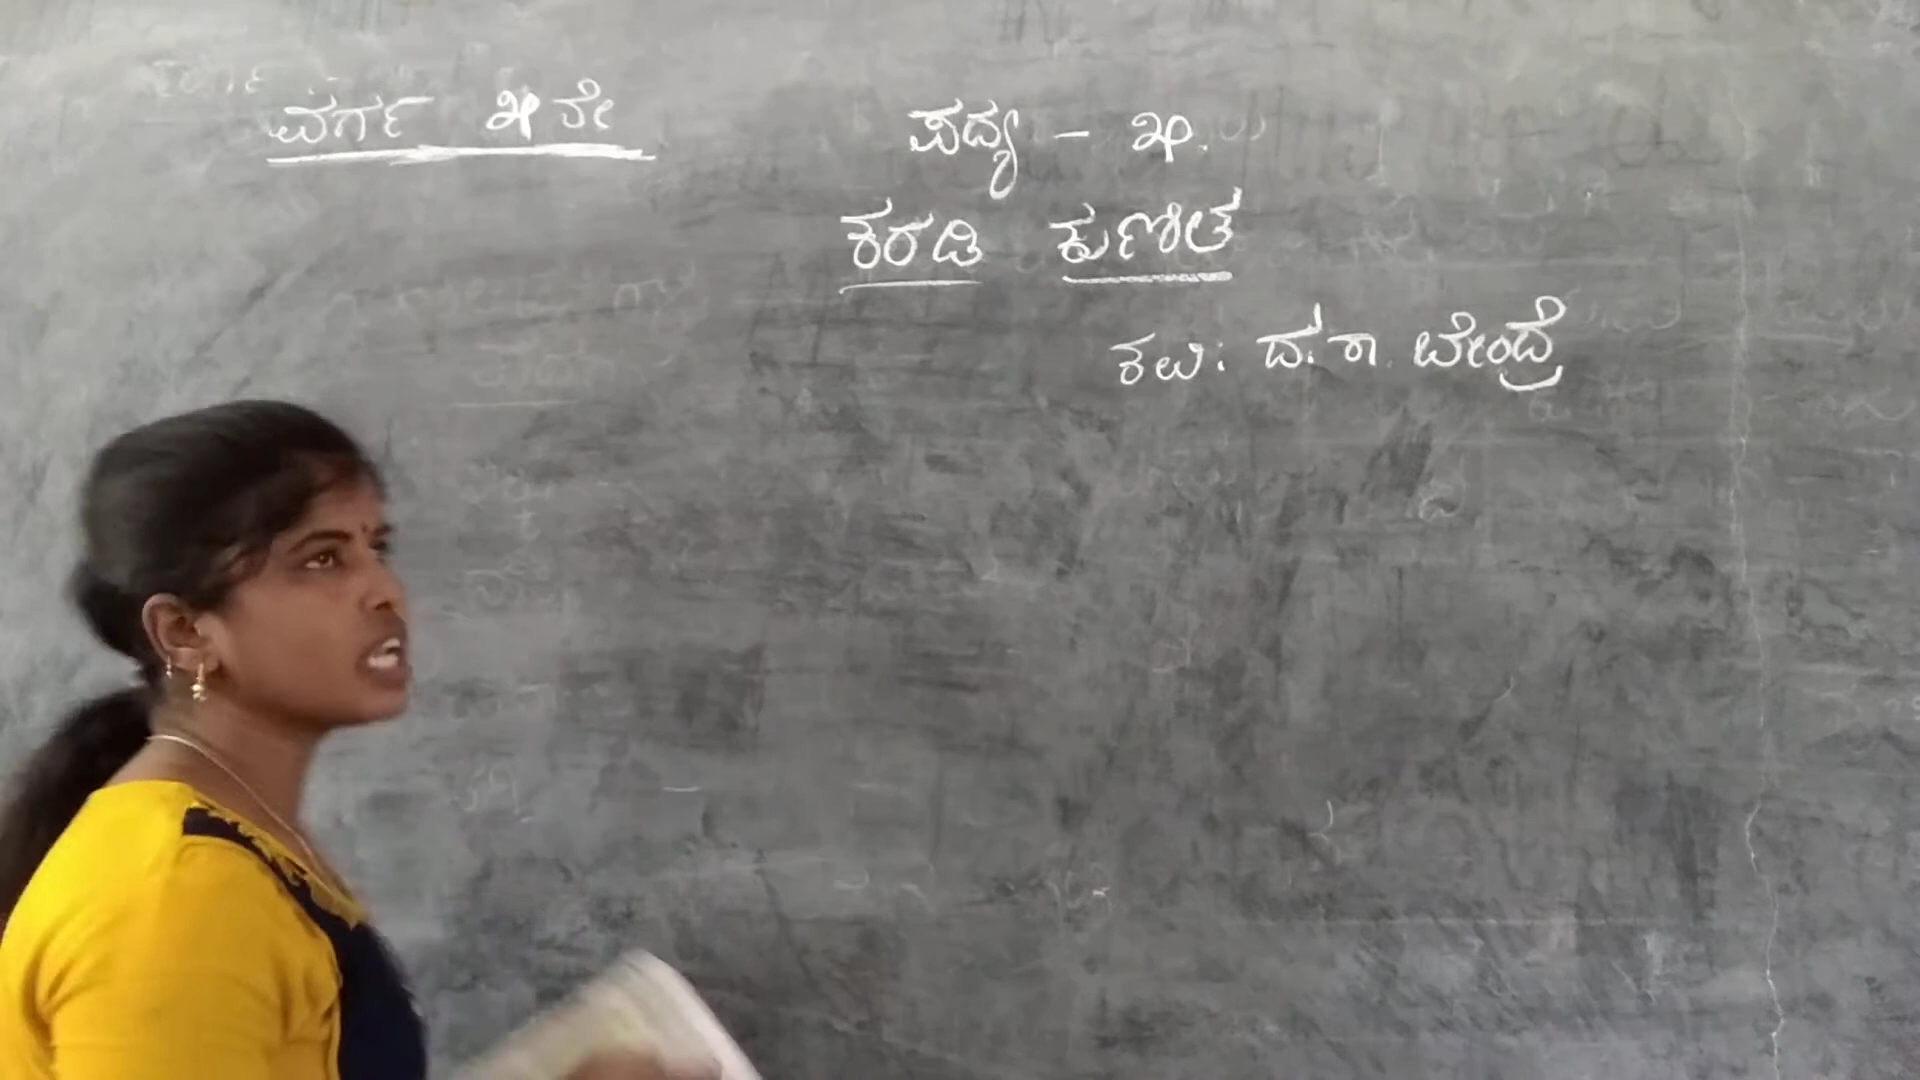 ವರ್ಗ ೫ನೇ
ಪದ್ಯ - ೫.
ಕರಡಿ ಕುಣಿತ
ಕವಿ: ದ. ರಾ. ಬೇಂದ್ರೆ